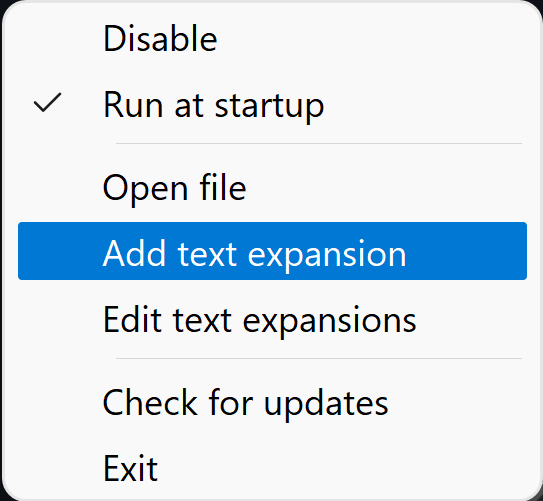 Disable
Run at startup
Open file
Add text expansion
Edit text expansions
Check for updates
Exit